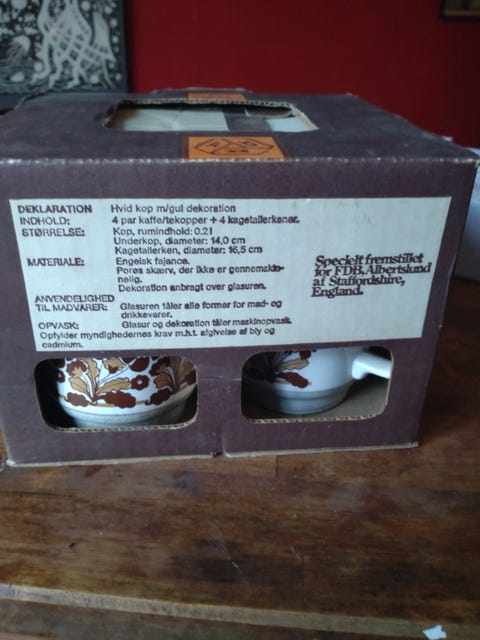 DEKLARATION Hvid kop m/gul dekoration
INDHOLD: 4 par kaffe/tekopper + 4 kagetallerkener.
STØRRELSE: Kop, rumindhold: 0.2 l
Underkop, diameter: 14,0 cm
Kagetallerken, diameter: 16,5 cm
MATERIALE: Engelsk fajance.
Porøs skærv, der ikke er gennemskin-
nelig.
Dekoration anbragt over glasuren.
ANVENDELIGHED
TIL MADVARER: Glasuren tåler alle former for mad- og
drikkevarer.
OPVASK: Glasur og dekoration tåler maskinopvask.
Opfylder myndighedernes krav m.h.t. afgivelse af bly og
cadmium.
Specielt fremstillet
for FDB, Albertslund
af Staffordshire,
England.